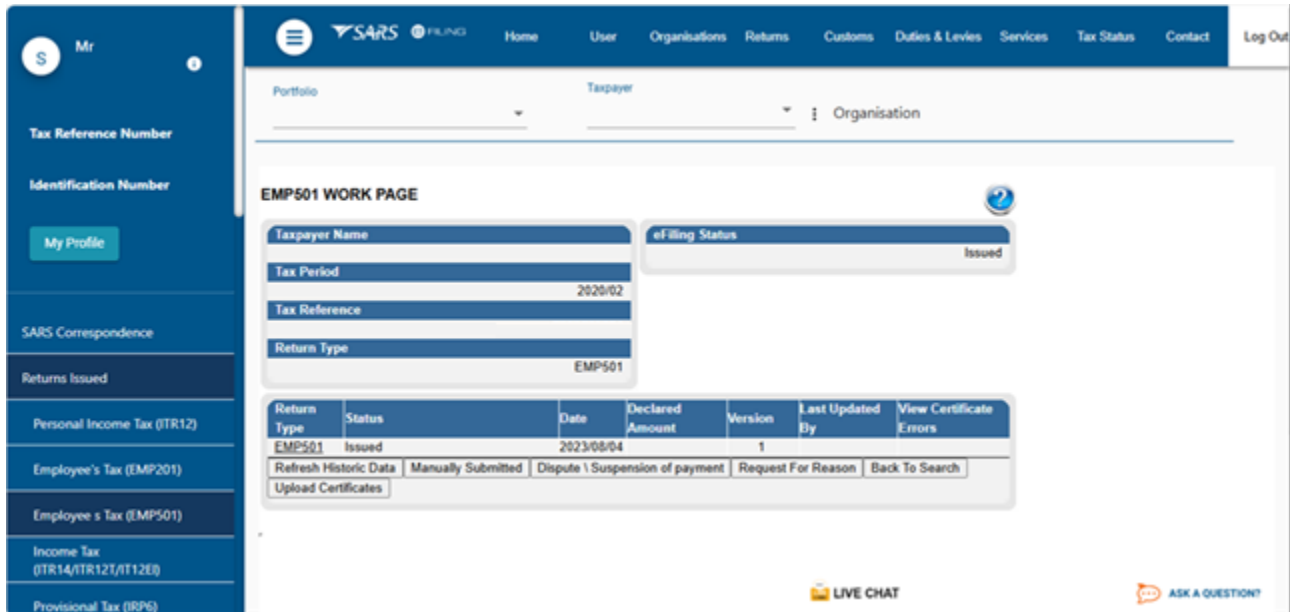 S
Mr
Tax Reference Number
Identification Number
My Profile
SARS Correspondence
Returns Issued
Personal Income Tax (ITR12)
Employee's Tax (EMP201)
Employee s Tax (EMP501)
Income Tax
(ITR14/ITR12T/IT12EI)
Provisional Tax (IRP6)
SARS eFILING Home User Organisations Returns Customs Duties & Levies Services Tax Status Contact Log Out
Portfolio Taxpayer
Organisation
EMP501 WORK PAGE
Taxpayer Name
Tax Period
2020/02
Tax Reference
Return Type
EMP501
eFiling Status
Issued
Return Type Status Date Declared Amount Version Last Updated By View Certificate Errors
EMP501 Issued 2023/08/04 1
Refresh Historic Data Manually Submitted Dispute \ Suspension of payment Request For Reason Back To Search
Upload Certificates
LIVE CHAT
ASK A QUESTION?